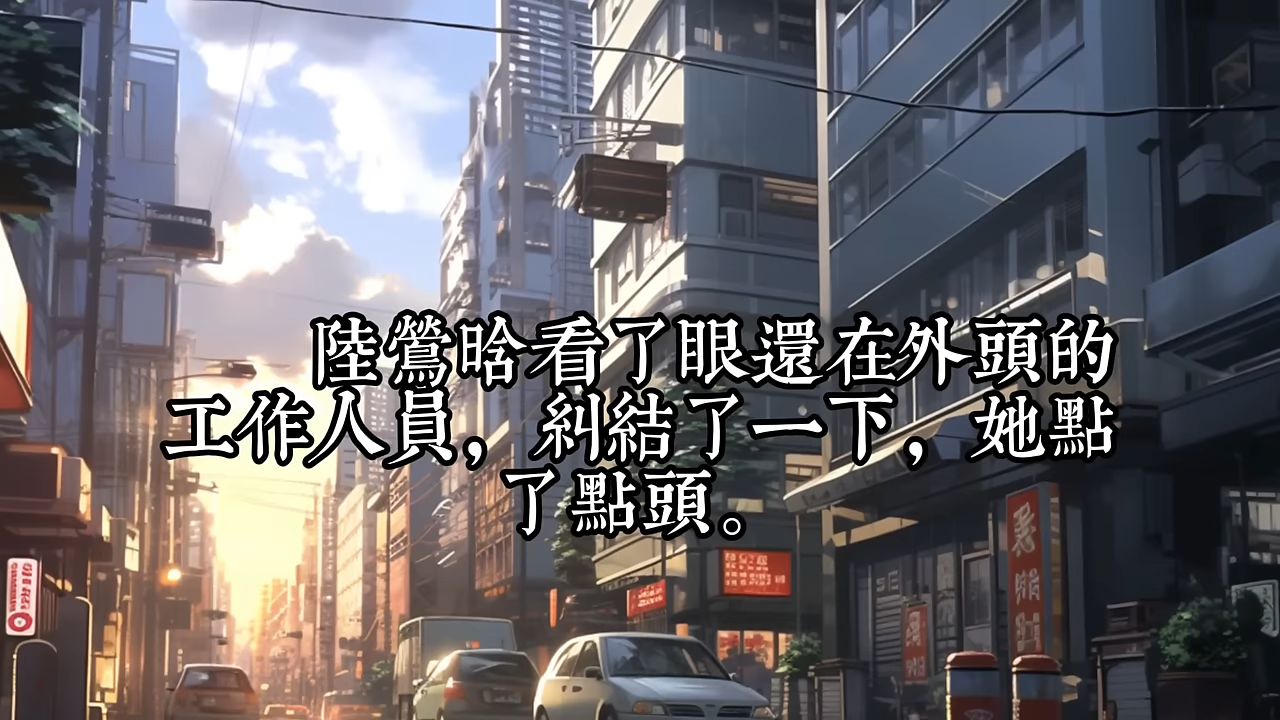 陸鶯晗看了眼還在外頭的
工作人員，糾結了一下，她點
了點頭。